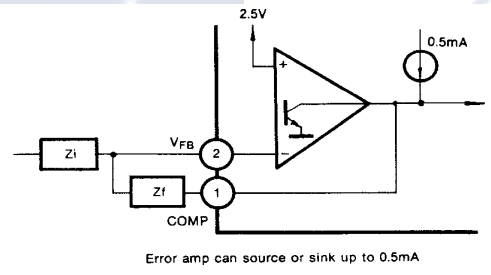 2.5V
0.5mA
+
VFB
Zi
2
−
Zf
1
COMP
Error amp can source or sink up to 0.5mA